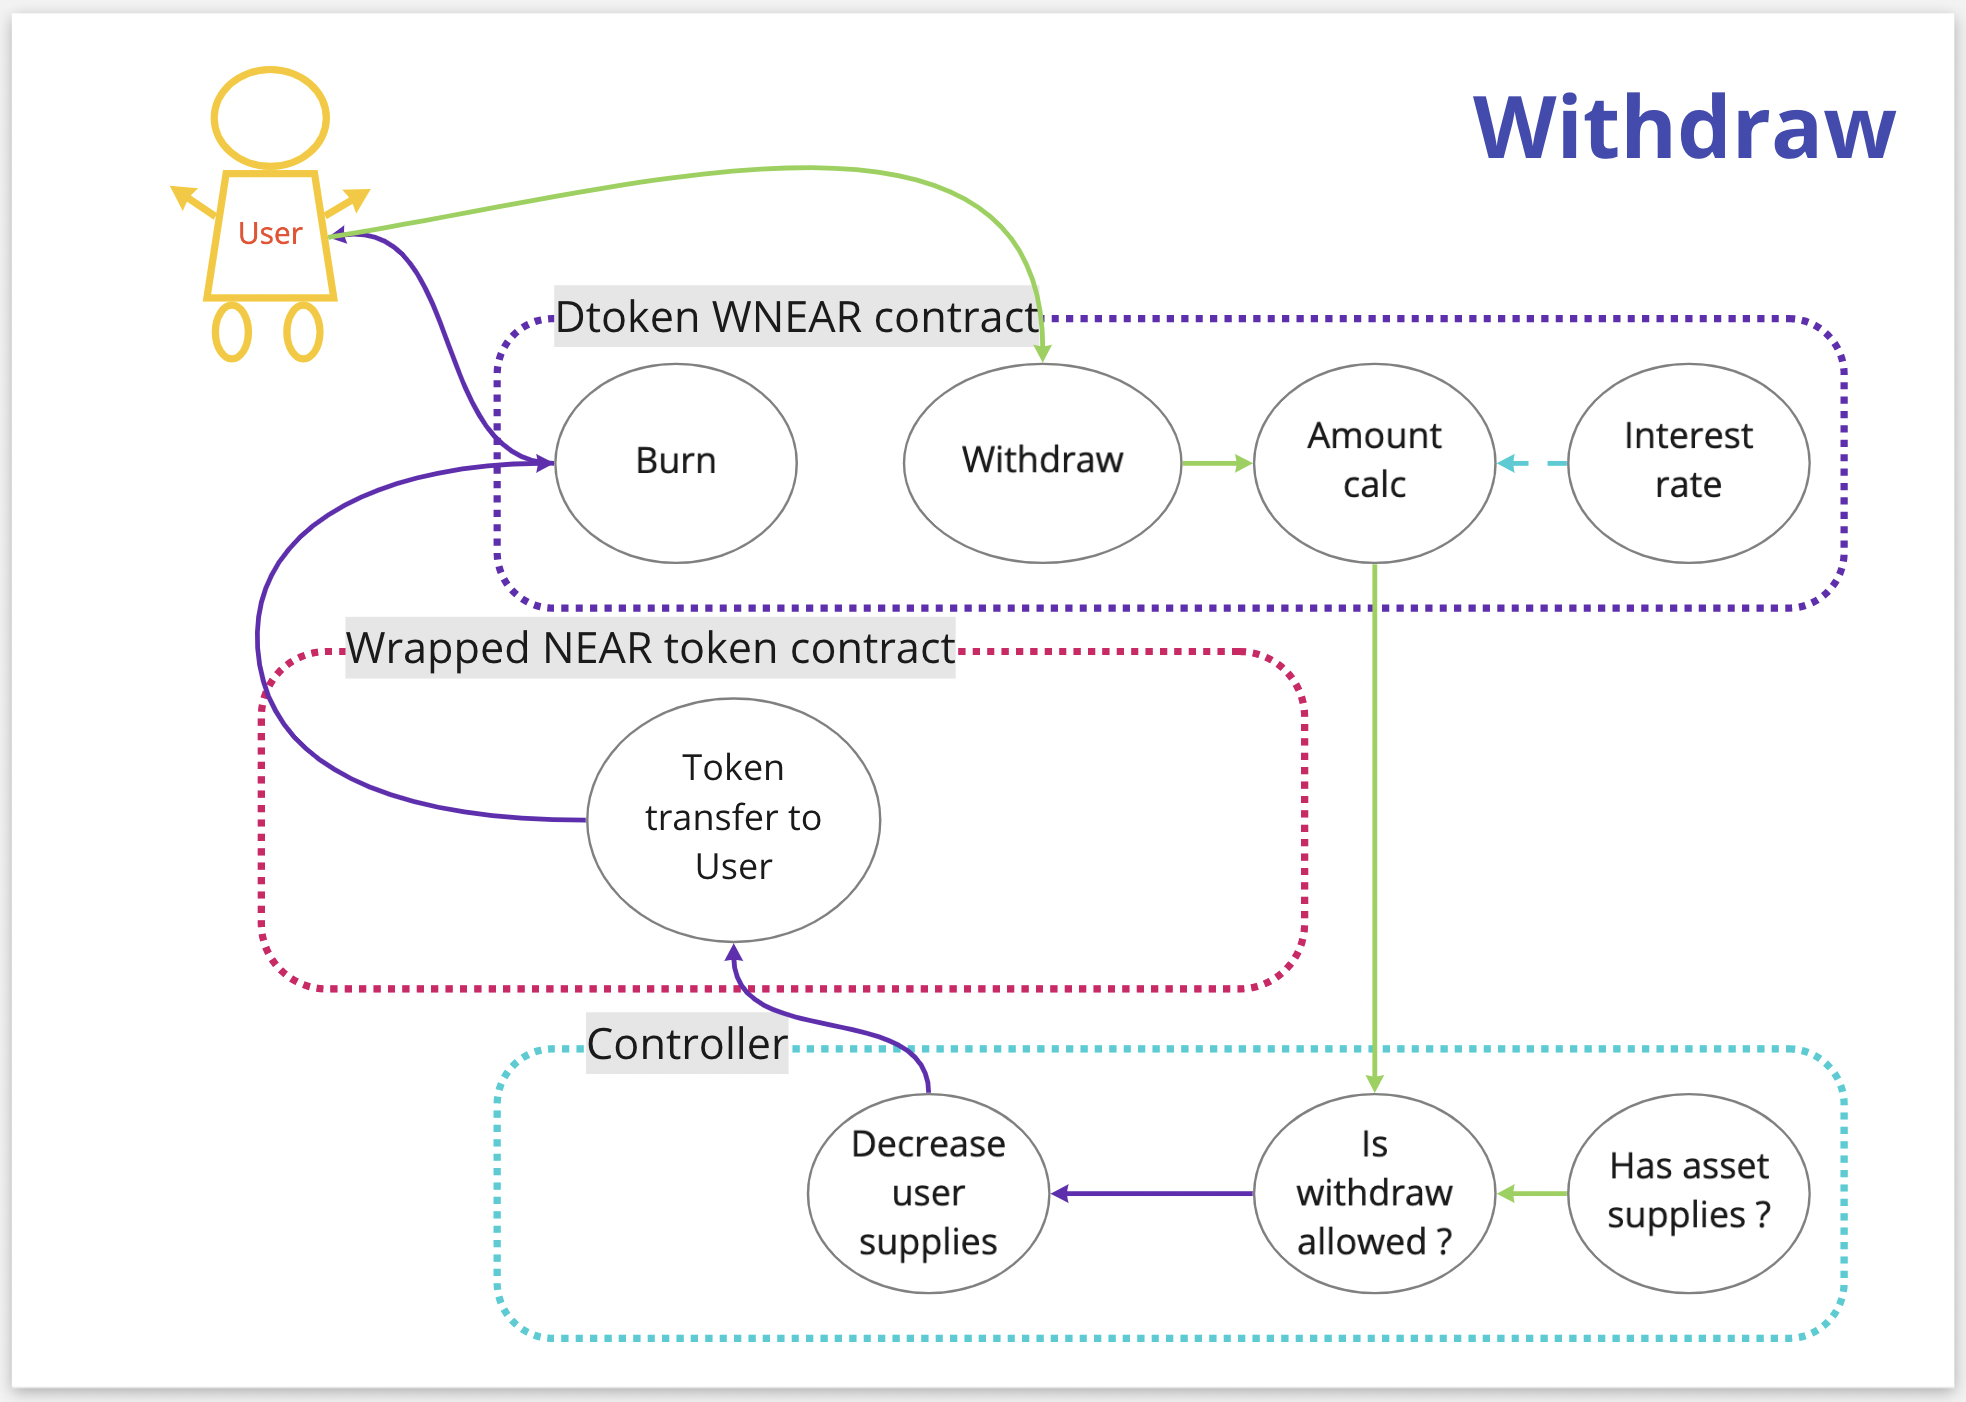 Withdraw
User
Dtoken WNEAR contract
Burn
Withdraw
Amount
calc
Interest
rate
Wrapped NEAR token contract
Token
transfer to
User
Controller
Decrease
user
supplies
Is
withdraw
allowed ?
Has asset
supplies ?